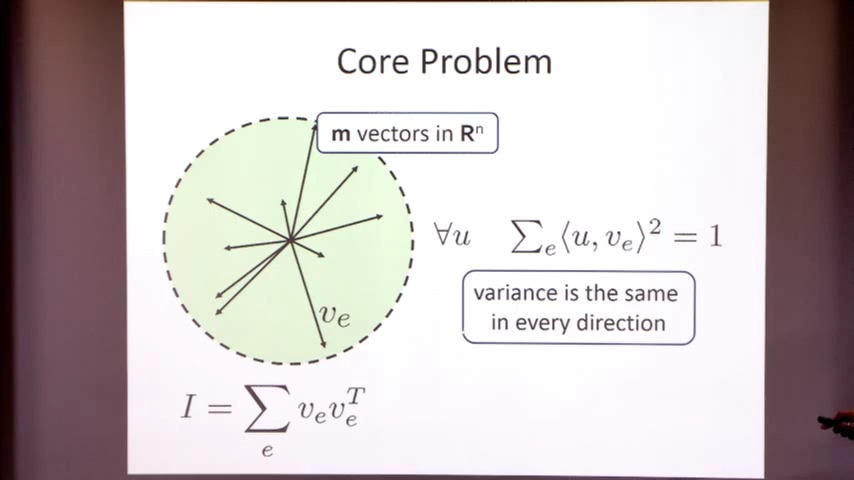 Core Problem
m vectors in Rⁿ
∀u ∑ₑ⟨u, vₑ⟩² = 1
variance is the same
in every direction
vₑ
I = ∑ₑ vₑvₑᵀ